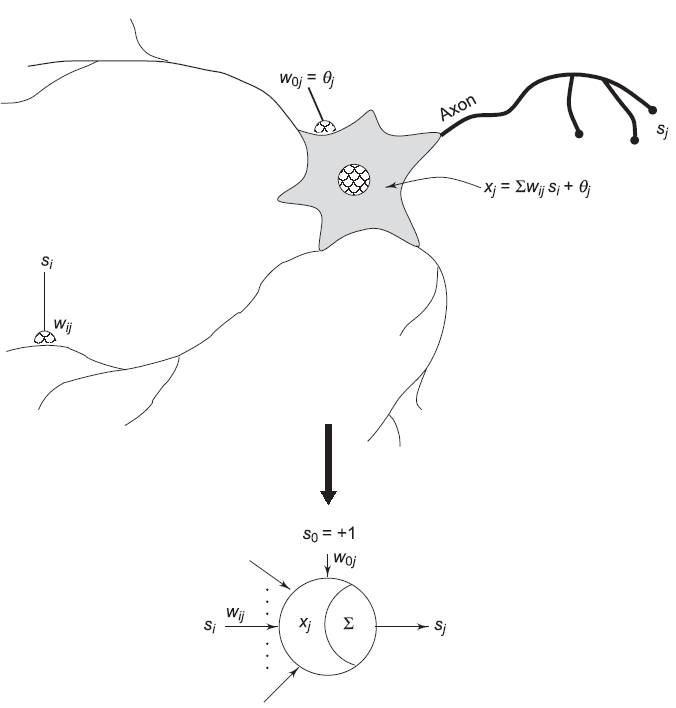 w₀ⱼ = θⱼ
Axon
sⱼ
xⱼ = Σwᵢⱼ sᵢ + θⱼ
sᵢ
wᵢⱼ
s₀ = +1
w₀ⱼ
wᵢⱼ
sᵢ
xⱼ
Σ
sⱼ